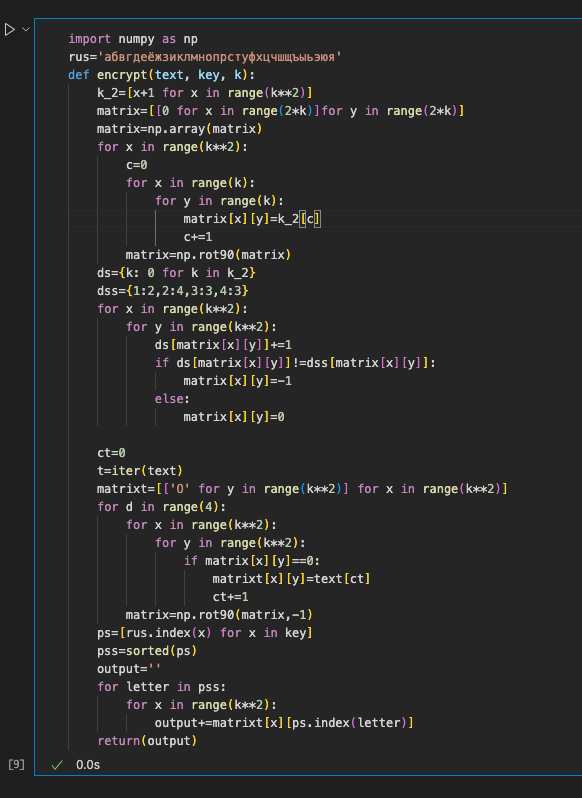 import numpy as np
rus='абвгдеёжзиклмнопрстуфхцчшщъыьэюя'
def encrypt(text, key, k):
    k_2=[x+1 for x in range(k**2)]
    matrix=[[0 for x in range(2*k)]for y in range(2*k)]
    matrix=np.array(matrix)
    for x in range(k**2):
        c=0
        for x in range(k):
            for y in range(k):
                matrix[x][y]=k_2[c]
                c+=1
        matrix=np.rot90(matrix)
    ds={k: 0 for k in k_2}
    dss={1:2,2:4,3:3,4:3}
    for x in range(k**2):
        for y in range(k**2):
            ds[matrix[x][y]]+=1
            if ds[matrix[x][y]]!=dss[matrix[x][y]]:
                matrix[x][y]=-1
            else:
                matrix[x][y]=0

    ct=0
    t=iter(text)
    matrixt=[['О' for y in range(k**2)] for x in range(k**2)]
    for d in range(4):
        for x in range(k**2):
            for y in range(k**2):
                if matrix[x][y]==0:
                    matrixt[x][y]=text[ct]
                    ct+=1
        matrix=np.rot90(matrix,-1)
    ps=[rus.index(x) for x in key]
    pss=sorted(ps)
    output=''
    for letter in pss:
        for x in range(k**2):
            output+=matrixt[x][ps.index(letter)]
    return(output)
[9] ✓ 0.0s